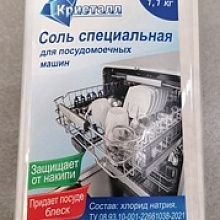 Кристалл
1,1 кг
Соль специальная
для посудомоечных
машин
Защищает
от накипи
Придает посуде
блеск
Состав: хлорид натрия.
ТУ 08.93.10-001-22661038-2021